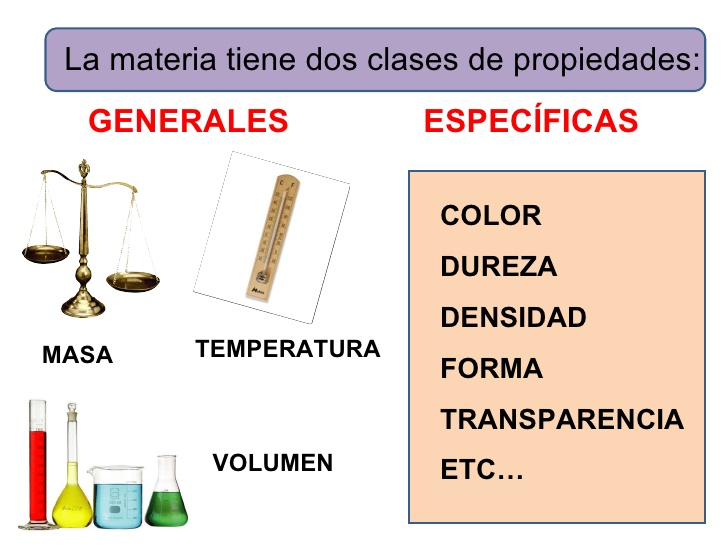 La materia tiene dos clases de propiedades:
GENERALES
ESPECÍFICAS
MASA
TEMPERATURA
VOLUMEN
COLOR
DUREZA
DENSIDAD
FORMA
TRANSPARENCIA
ETC…